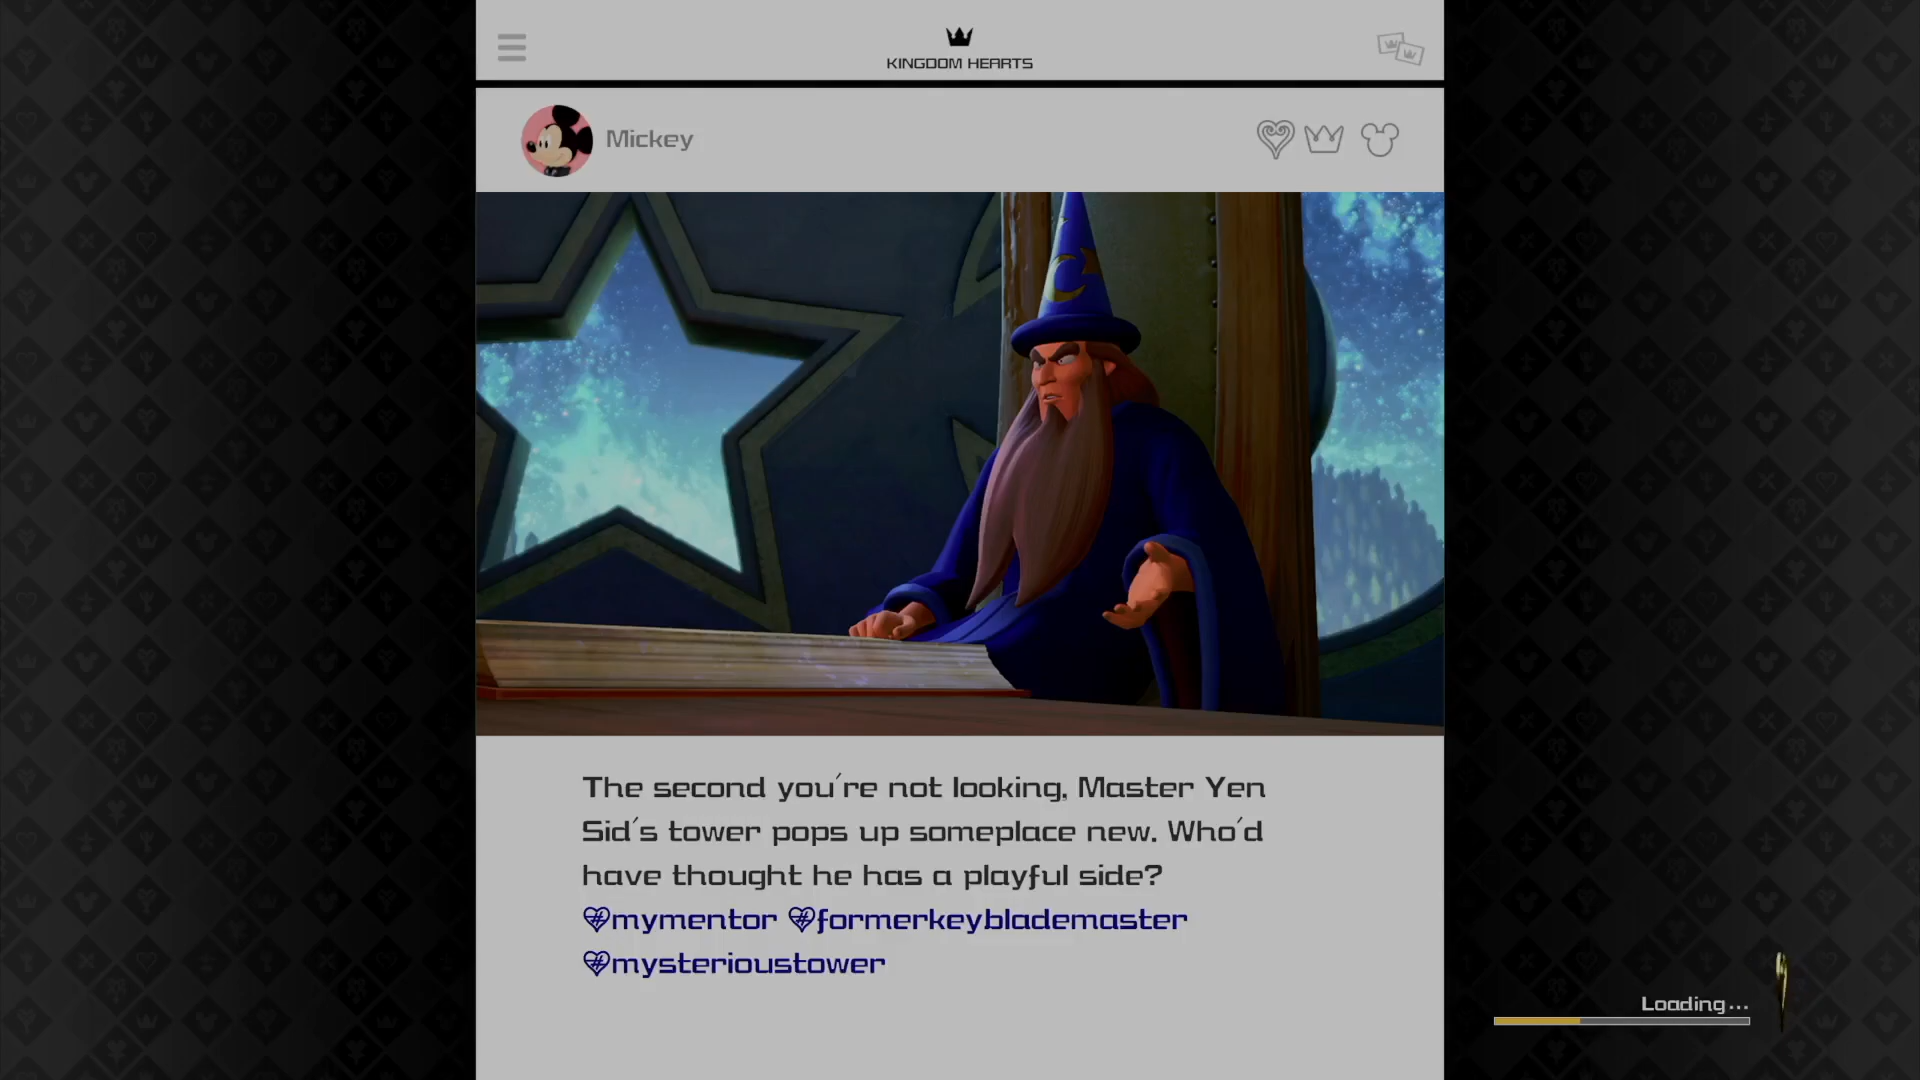 KINGDOM HEARTS
Mickey
The second you're not looking, Master Yen
Sid's tower pops up someplace new. Who'd
have thought he has a playful side?
#mymentor #formerkeyblademaster
#mysterioustower
Loading...